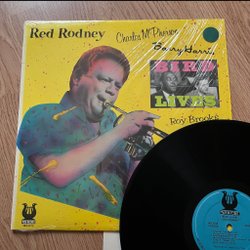 Red Rodney
Charles McPherson
Barry Harris
BIRD
LIVES
Roy Brooks